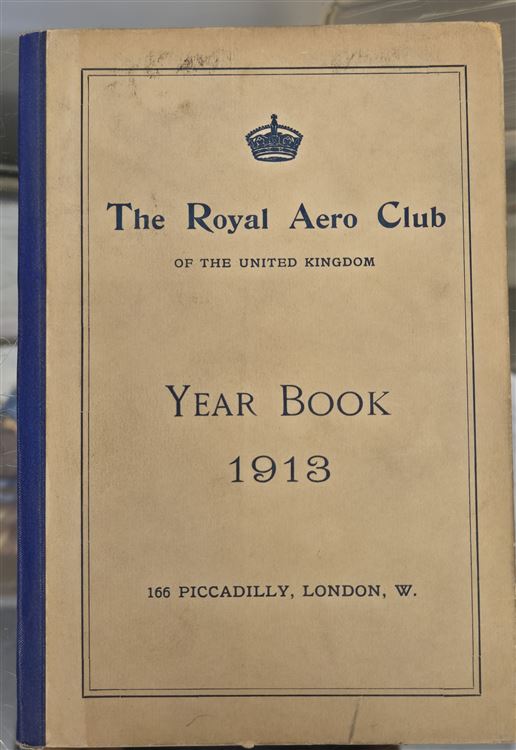 The Royal Aero Club
OF THE UNITED KINGDOM
YEAR BOOK
1913
166 PICCADILLY, LONDON, W.